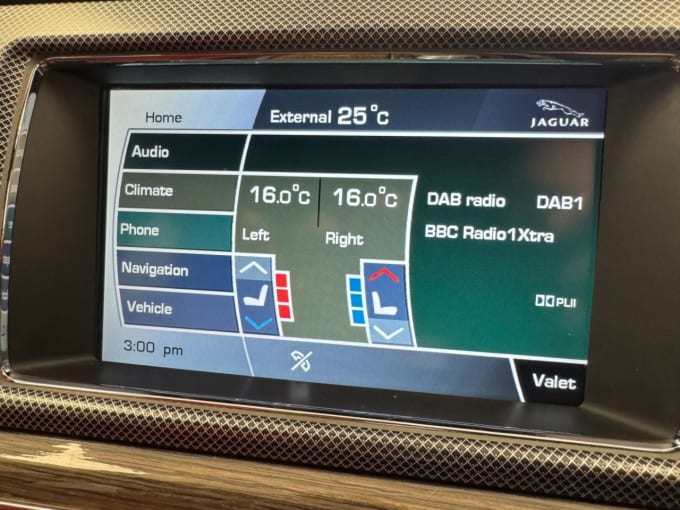 Home
External 25°C
JAGUAR
Audio
Climate
16.0°C
16.0°C
DAB radio DAB1
Phone
Left
Right
BBC Radio1Xtra
Navigation
Vehicle
PLII
3:00 pm
Valet